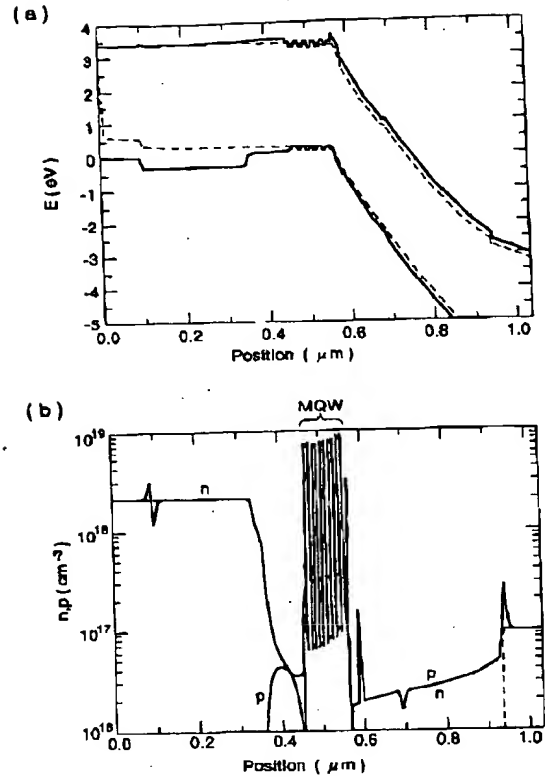 (a)
4
3
2
1
0
-1
-2
-3
-4
-5
E (eV)
0.0 0.2 0.4 0.6 0.8 1.0
Position ( μm )
(b)
MQW
10¹⁹
10¹⁸
10¹⁷
10¹⁶
n,p (cm⁻³)
n
p
p
n
0.0 0.2 0.4 0.6 0.8 1.0
Position ( μm )